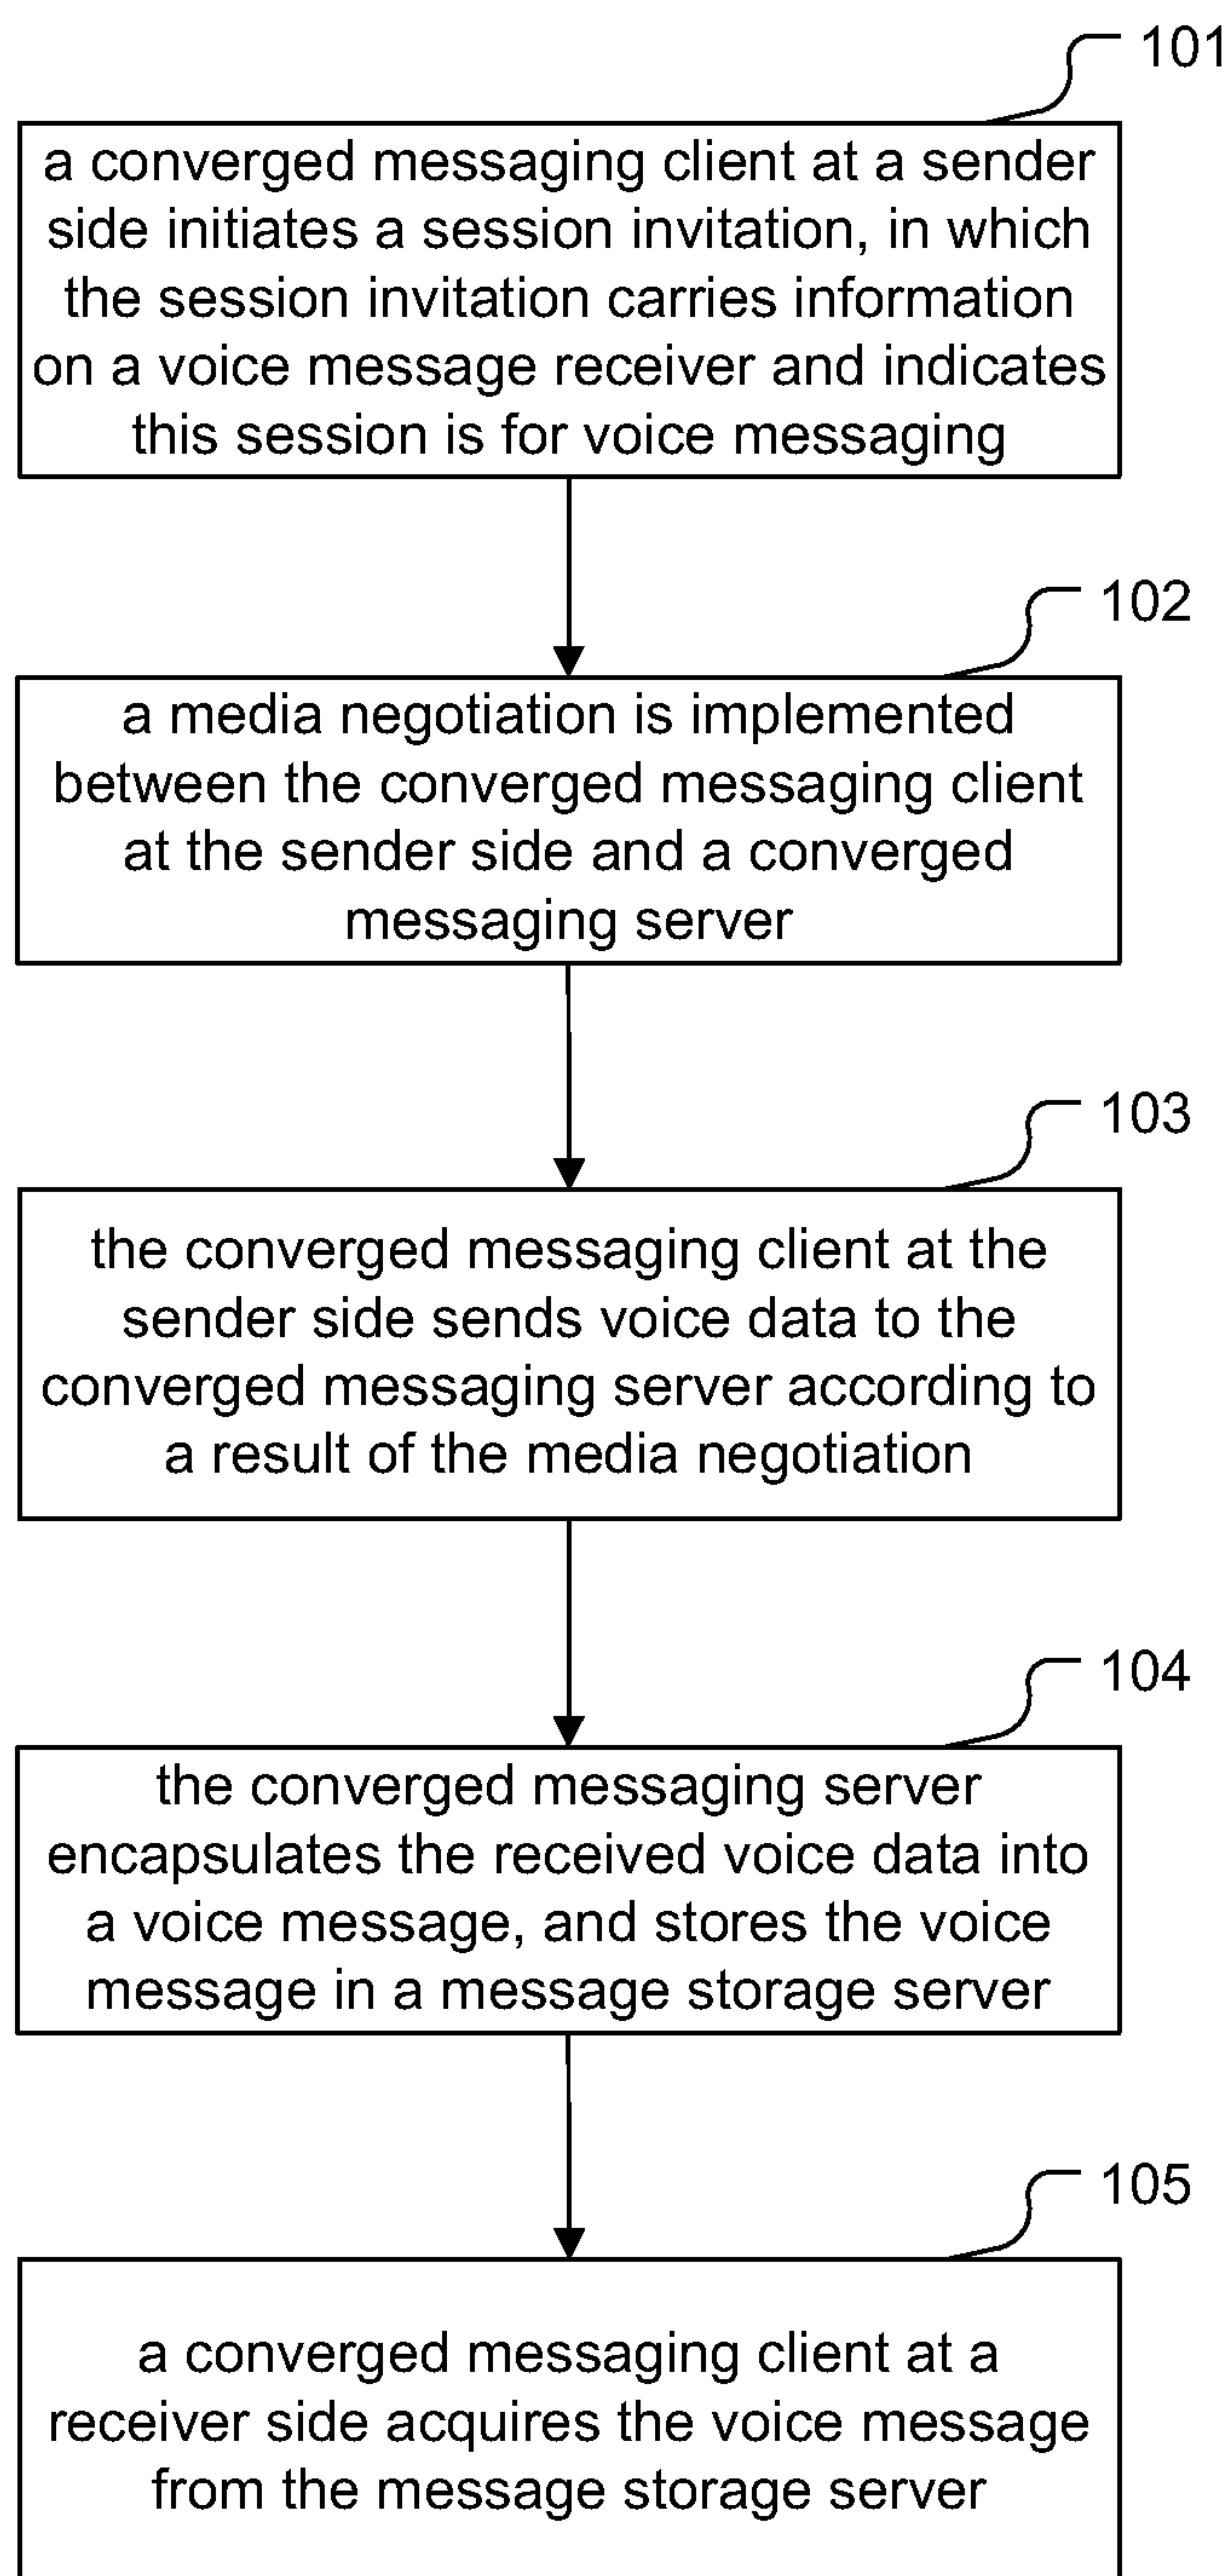 101
a converged messaging client at a sender
side initiates a session invitation, in which
the session invitation carries information
on a voice message receiver and indicates
this session is for voice messaging
102
a media negotiation is implemented
between the converged messaging client
at the sender side and a converged
messaging server
103
the converged messaging client at the
sender side sends voice data to the
converged messaging server according to
a result of the media negotiation
104
the converged messaging server
encapsulates the received voice data into
a voice message, and stores the voice
message in a message storage server
105
a converged messaging client at a
receiver side acquires the voice message
from the message storage server